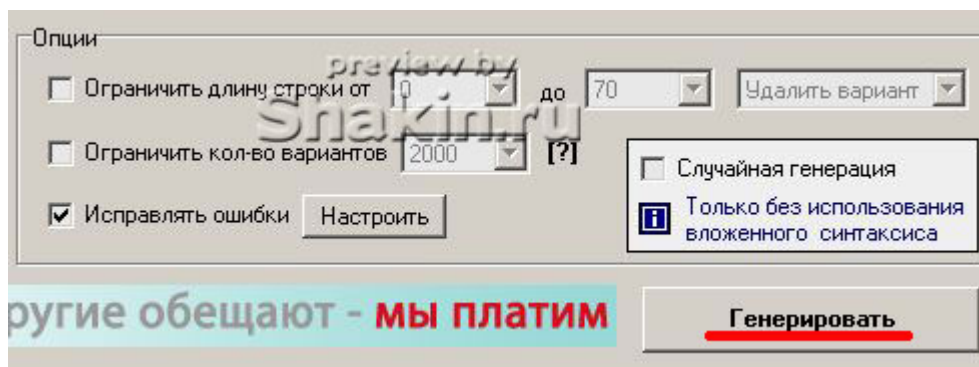 Опции
preview by
Shakin.ru
Ограничить длину строки от 0 до 70 Удалить вариант
Ограничить кол-во вариантов 2000 [?]
Случайная генерация
Исправлять ошибки Настроить
Только без использования
вложенного синтаксиса
ругие обещают - мы платим
Генерировать